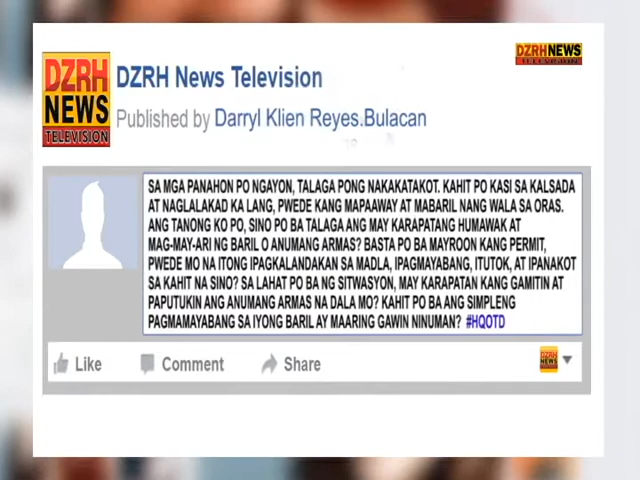 DZRH NEWS TELEVISION
DZRH NEWS TELEVISION
DZRH News Television
Published by Darryl Klien Reyes.Bulacan
SA MGA PANAHON PO NGAYON, TALAGA PONG NAKAKATAKOT. KAHIT PO KASI SA KALSADA
AT NAGLALAKAD KA LANG, PWEDE KANG MAPAAWAY AT MABARIL NANG WALA SA ORAS.
ANG TANONG KO PO, SINO PO BA TALAGA ANG MAY KARAPATANG HUMAWAK AT
MAG-MAY-ARI NG BARIL O ANUMANG ARMAS? BASTA PO BA MAYROON KANG PERMIT,
PWEDE MO NA ITONG IPAGKALANDAKAN SA MADLA, IPAGMAYABANG, ITUTOK, AT IPANAKOT
SA KAHIT NA SINO? SA LAHAT PO BA NG SITWASYON, MAY KARAPATAN KANG GAMITIN AT
PAPUTUKIN ANG ANUMANG ARMAS NA DALA MO? KAHIT PO BA ANG SIMPLENG
PAGMAMAYABANG SA IYONG BARIL AY MAARING GAWIN NINUMAN? #HQOTD
Like Comment Share DZRH NEWS